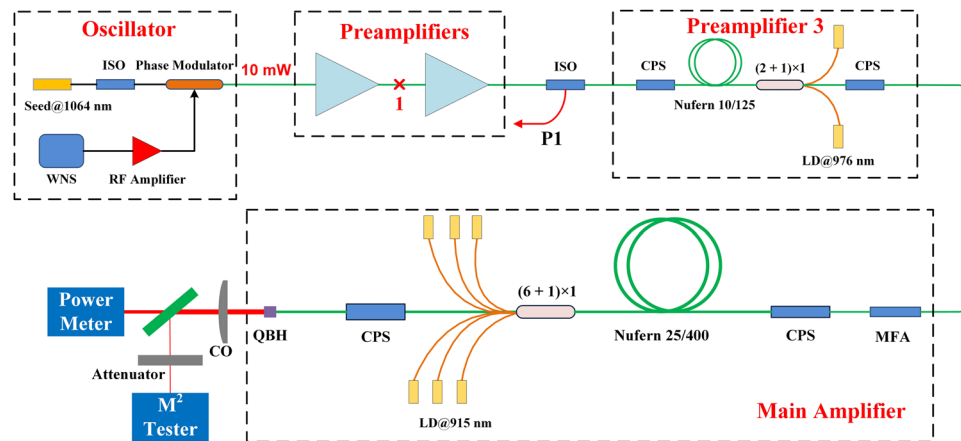 Oscillator
ISO
Phase Modulator
Seed@1064 nm
WNS
RF Amplifier
10 mW
Preamplifiers
1
ISO
P1
Preamplifier 3
CPS
Nufern 10/125
(2 + 1)×1
CPS
LD@976 nm
Power
Meter
Attenuator
M²
Tester
CO
QBH
CPS
(6 + 1)×1
LD@915 nm
Nufern 25/400
CPS
MFA
Main Amplifier